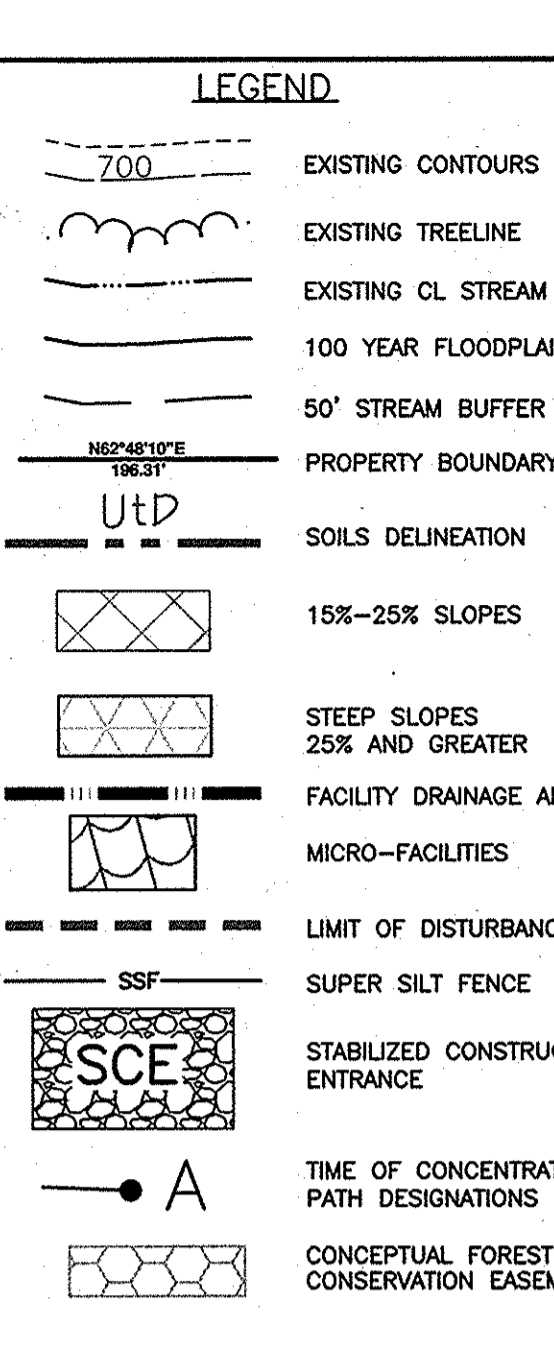 LEGEND
700 EXISTING CONTOURS
EXISTING TREELINE
EXISTING CL STREAM
100 YEAR FLOODPLAI
50' STREAM BUFFER
N62°48'10"E
196.31'
PROPERTY BOUNDARY
UtD
SOILS DELINEATION
15%-25% SLOPES
STEEP SLOPES
25% AND GREATER
FACILITY DRAINAGE A
MICRO-FACILITIES
LIMIT OF DISTURBANC
SSF SUPER SILT FENCE
SCE
STABILIZED CONSTRUC
ENTRANCE
A
TIME OF CONCENTRAT
PATH DESIGNATIONS
CONCEPTUAL FOREST
CONSERVATION EASEM